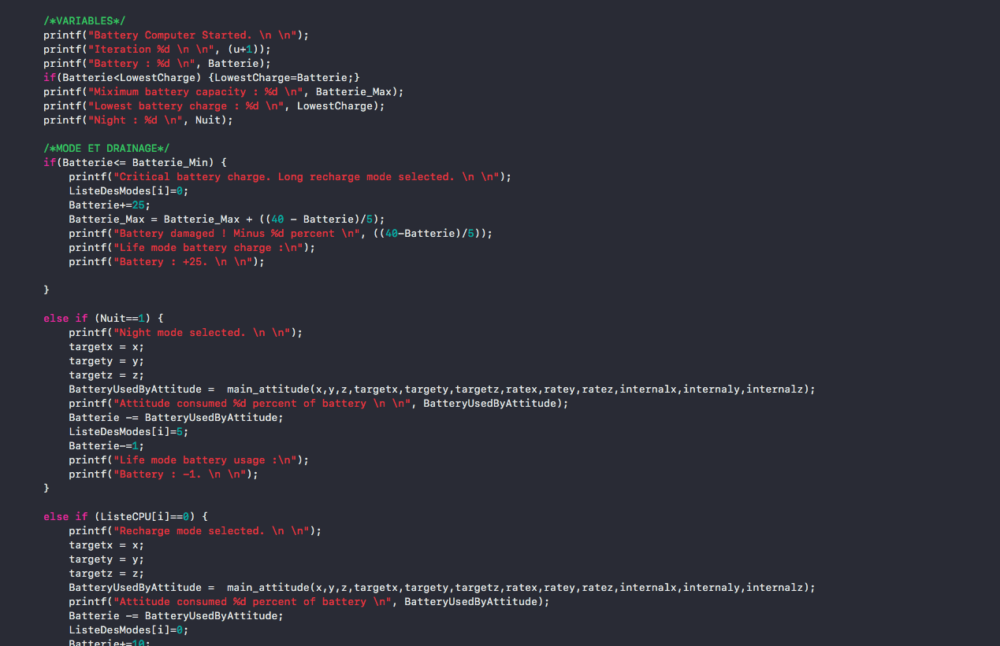 /*VARIABLES*/
printf("Battery Computer Started. \n \n");
printf("Iteration %d \n \n", (u+1));
printf("Battery : %d \n", Batterie);
if(Batterie<LowestCharge) {LowestCharge=Batterie;}
printf("Miximum battery capacity : %d \n", Batterie_Max);
printf("Lowest battery charge : %d \n", LowestCharge);
printf("Night : %d \n", Nuit);
/*MODE ET DRAINAGE*/
if(Batterie<= Batterie_Min) {
printf("Critical battery charge. Long recharge mode selected. \n \n");
ListeDesModes[i]=0;
Batterie+=25;
Batterie_Max = Batterie_Max + ((40 - Batterie)/5);
printf("Battery damaged ! Minus %d percent \n", ((40-Batterie)/5));
printf("Life mode battery charge :\n");
printf("Battery : +25. \n \n");
}
else if (Nuit==1) {
printf("Night mode selected. \n \n");
targetx = x;
targety = y;
targetz = z;
BatteryUsedByAttitude =  main_attitude(x,y,z,targetx,targety,targetz,ratex,ratey,ratez,internalx,internaly,internalz);
printf("Attitude consumed %d percent of battery \n \n", BatteryUsedByAttitude);
Batterie -= BatteryUsedByAttitude;
ListeDesModes[i]=5;
Batterie-=1;
printf("Life mode battery usage :\n");
printf("Battery : -1. \n \n");
}
else if (ListeCPU[i]==0) {
printf("Recharge mode selected. \n \n");
targetx = x;
targety = y;
targetz = z;
BatteryUsedByAttitude =  main_attitude(x,y,z,targetx,targety,targetz,ratex,ratey,ratez,internalx,internaly,internalz);
printf("Attitude consumed %d percent of battery \n", BatteryUsedByAttitude);
Batterie -= BatteryUsedByAttitude;
ListeDesModes[i]=0;
Batterie+=10;